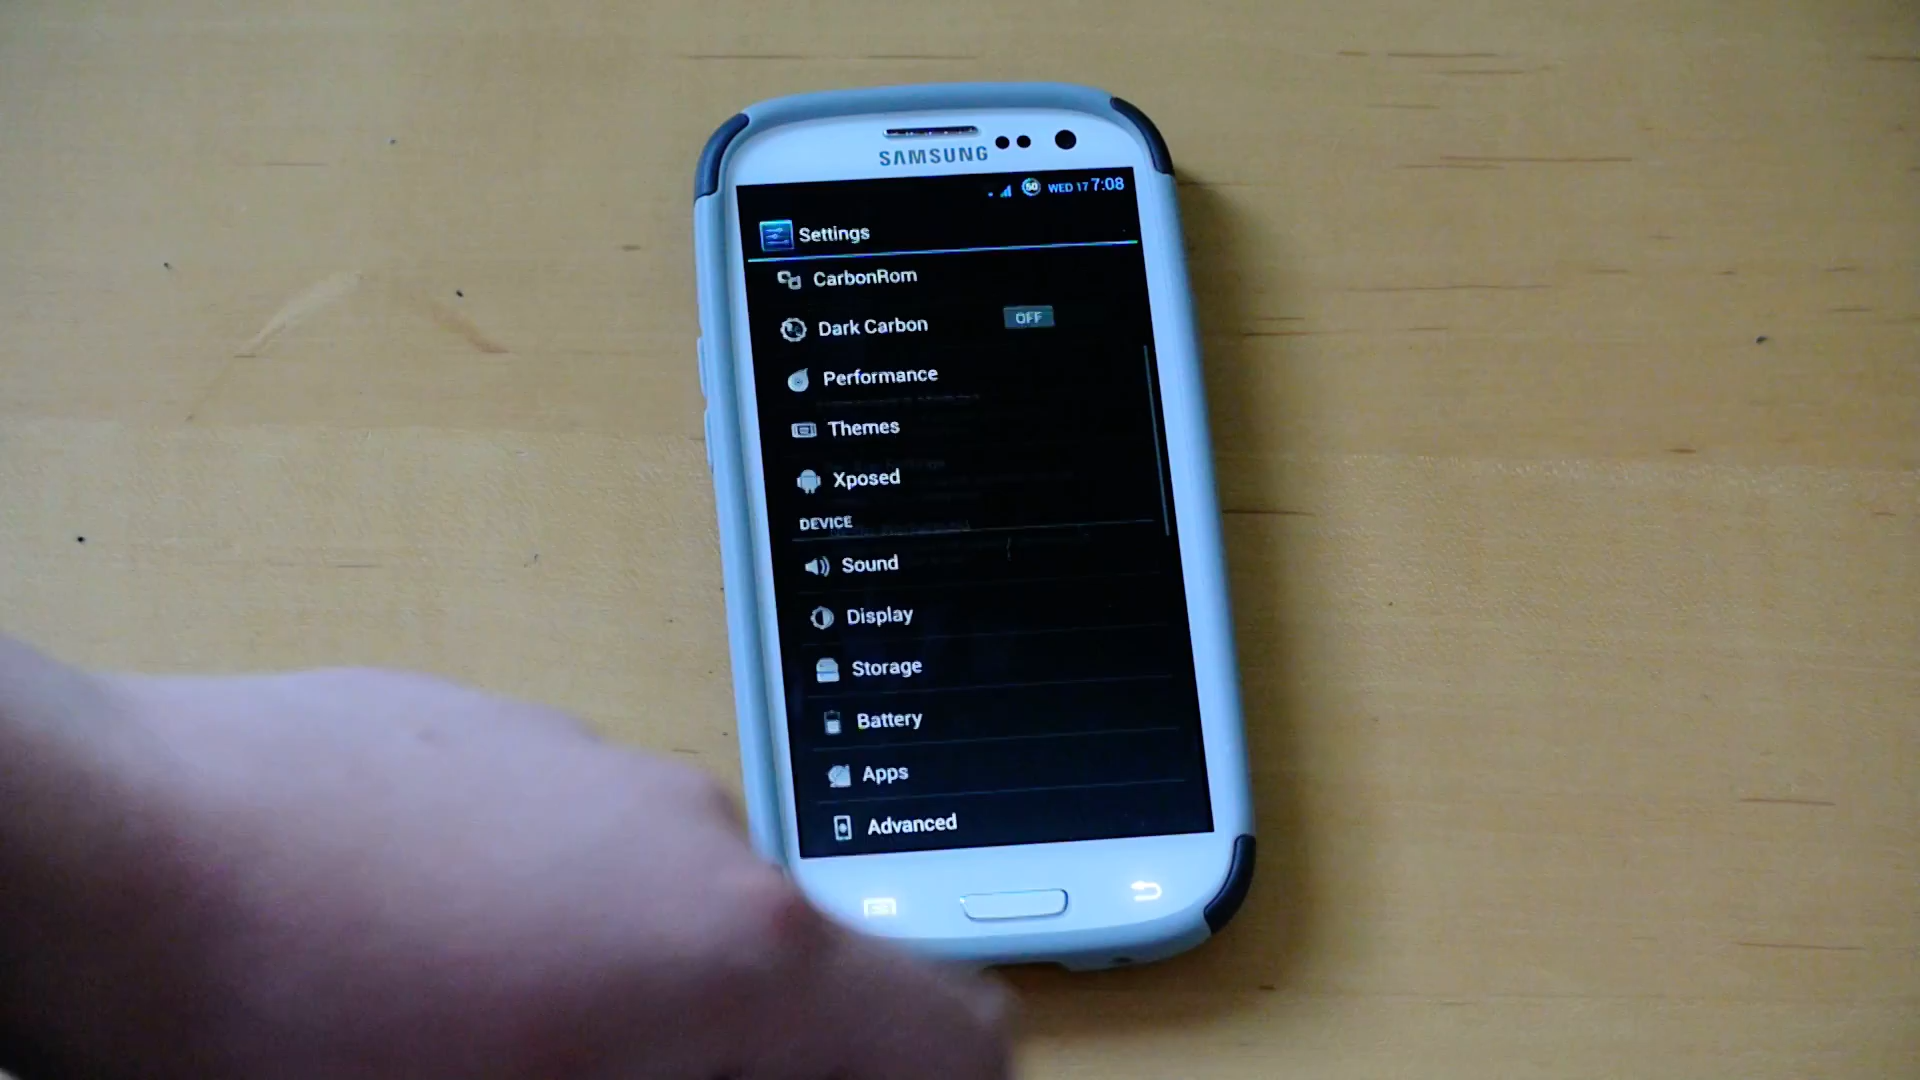 SAMSUNG
50 WED 17 7:08
Settings
CarbonRom
Dark Carbon OFF
Performance
Themes
Xposed
DEVICE
Sound
Display
Storage
Battery
Apps
Advanced